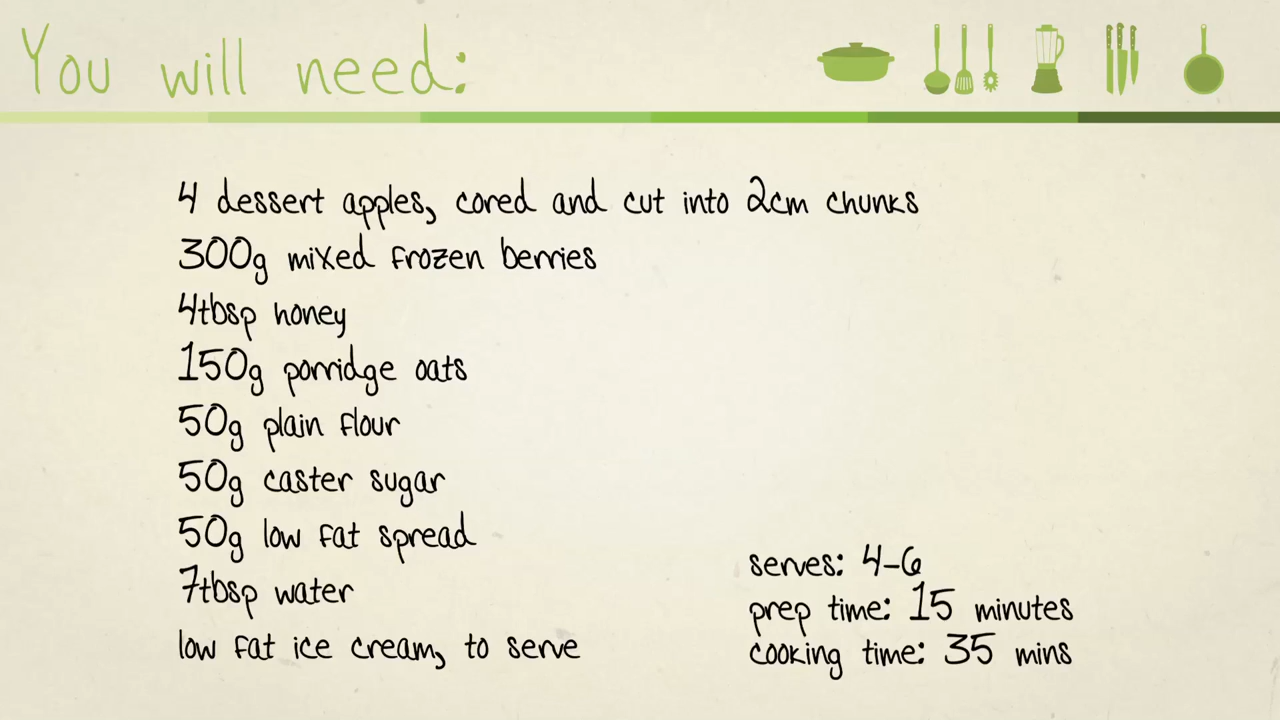 You will need:
4 dessert apples, cored and cut into 2cm chunks
300g mixed frozen berries
4tbsp honey
150g porridge oats
50g plain flour
50g caster sugar
50g low fat spread
7tbsp water
low fat ice cream, to serve
serves: 4-6
prep time: 15 minutes
cooking time: 35 mins